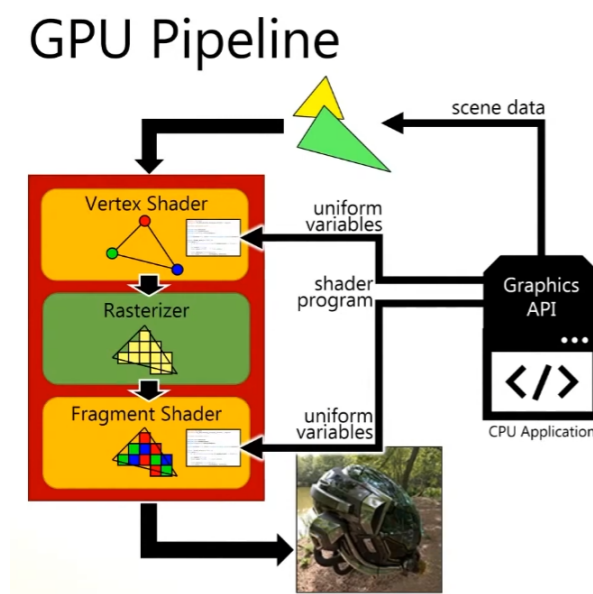 GPU Pipeline
scene data
Vertex Shader
uniform
variables
shader
program
Graphics
API
</>
Rasterizer
Fragment Shader
uniform
variables
CPU Application